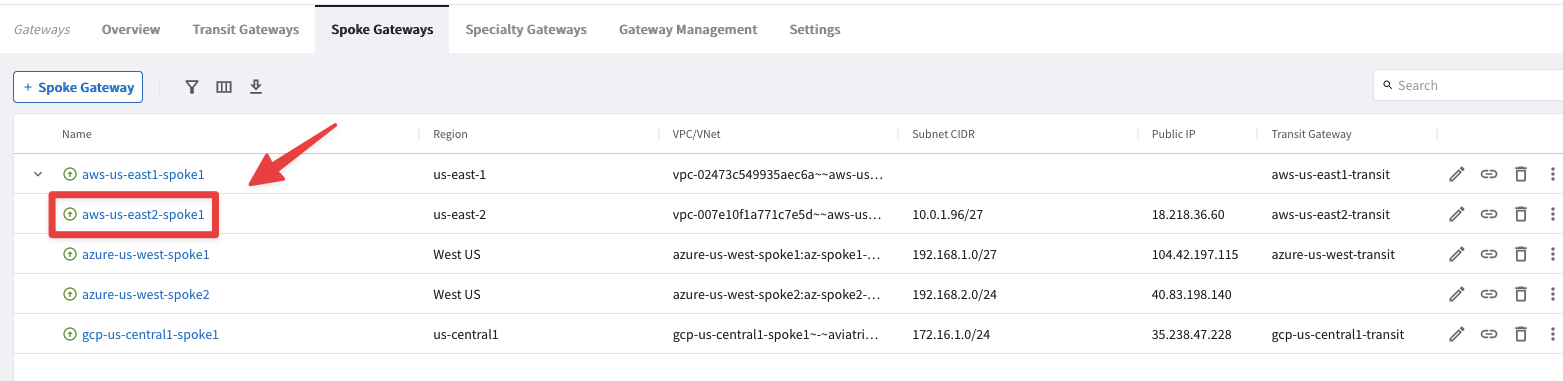 Gateways Overview Transit Gateways Spoke Gateways Specialty Gateways Gateway Management Settings
+ Spoke Gateway Search
Name Region VPC/VNet Subnet CIDR Public IP Transit Gateway
aws-us-east1-spoke1 us-east-1 vpc-02473c549935aec6a~~aws-us... aws-us-east1-transit
aws-us-east2-spoke1 us-east-2 vpc-007e10f1a771c7e5d~~aws-us... 10.0.1.96/27 18.218.36.60 aws-us-east2-transit
azure-us-west-spoke1 West US azure-us-west-spoke1:az-spoke1-... 192.168.1.0/27 104.42.197.115 azure-us-west-transit
azure-us-west-spoke2 West US azure-us-west-spoke2:az-spoke2-... 192.168.2.0/24 40.83.198.140
gcp-us-central1-spoke1 us-central1 gcp-us-central1-spoke1~-~aviatri... 172.16.1.0/24 35.238.47.228 gcp-us-central1-transit